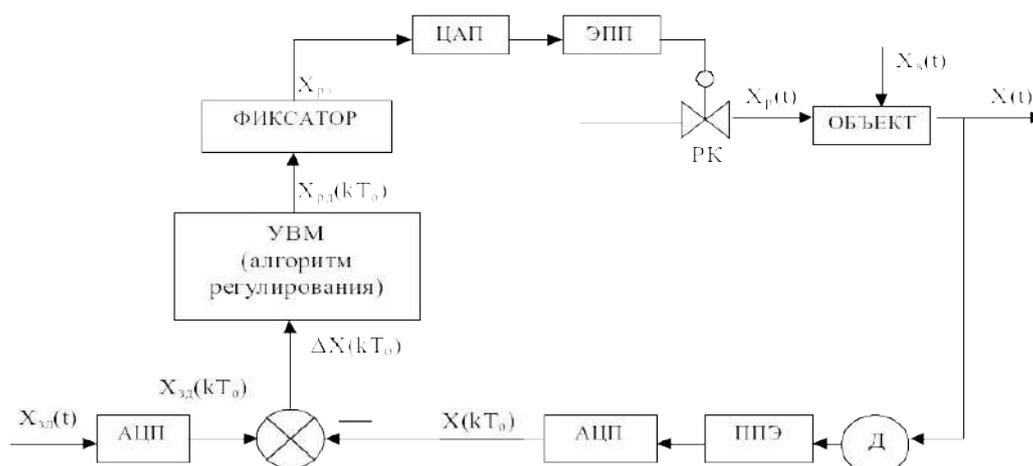 ЦАП
ЭПП
Xв(t)
Xр,
Xр(t)
X(t)
ФИКСАТОР
ОБЪЕКТ
РК
Xрд(kTо)
УВМ
(алгоритм
регулирования)
ΔX(kTо)
Xзд(kTо)
Xзд(t)
АЦП
—
X(kTо)
АЦП
ППЭ
Д